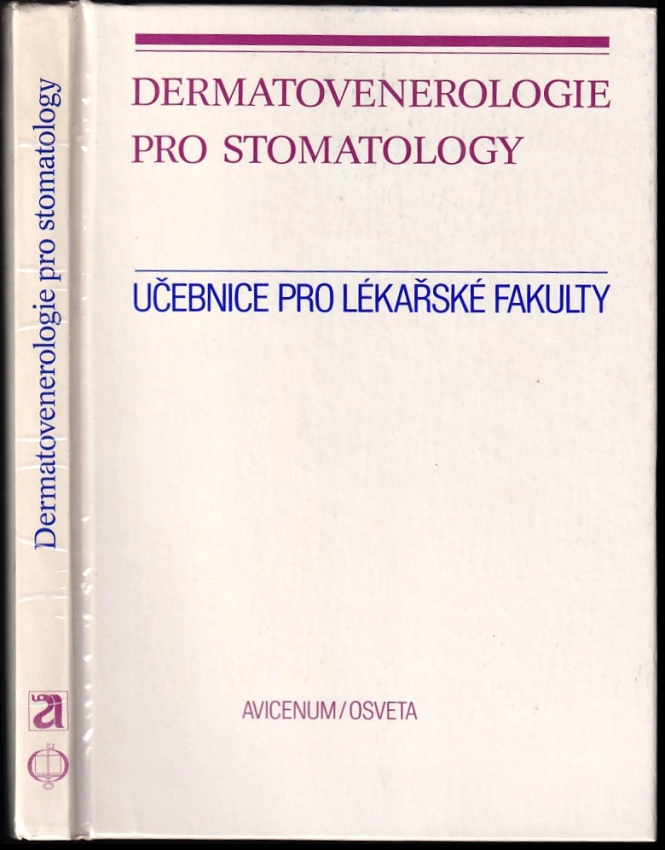 Dermatovenerologie pro stomatology
DERMATOVENEROLOGIE
PRO STOMATOLOGY
UČEBNICE PRO LÉKAŘSKÉ FAKULTY
AVICENUM/OSVETA